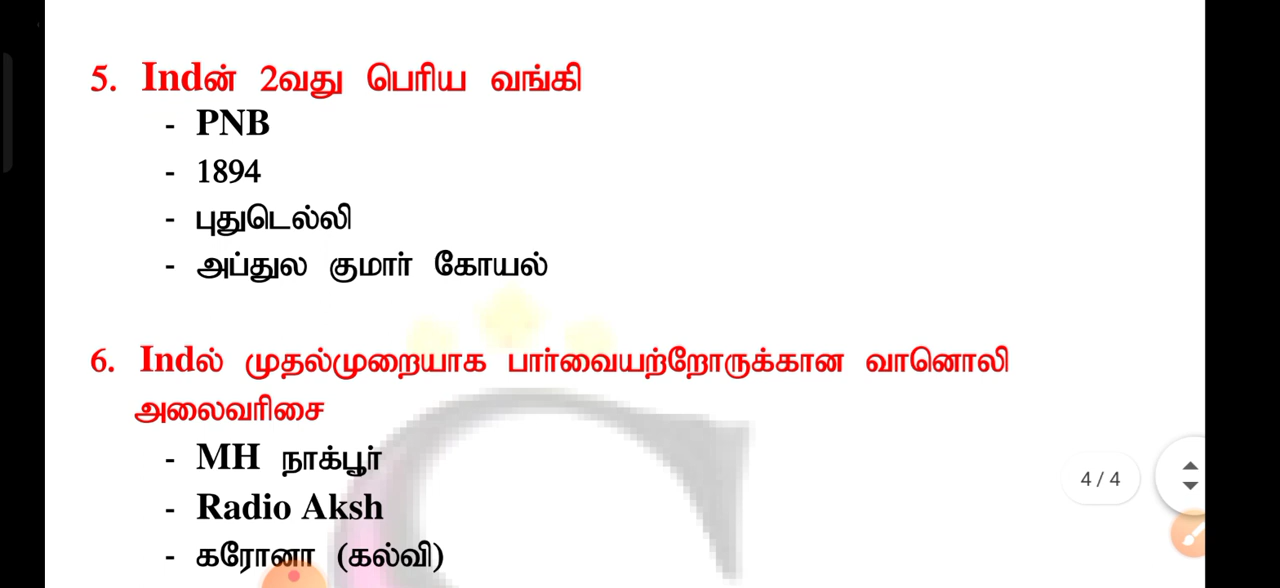 5. Indன் 2வது பெரிய வங்கி
- PNB
- 1894
- புதுடெல்லி
- அப்துல குமார் கோயல்
6. Indல் முதல்முறையாக பார்வையற்றோருக்கான வானொலி
அலைவரிசை
- MH நாக்பூர்
- Radio Aksh
4 / 4
- கரோனா (கல்வி)